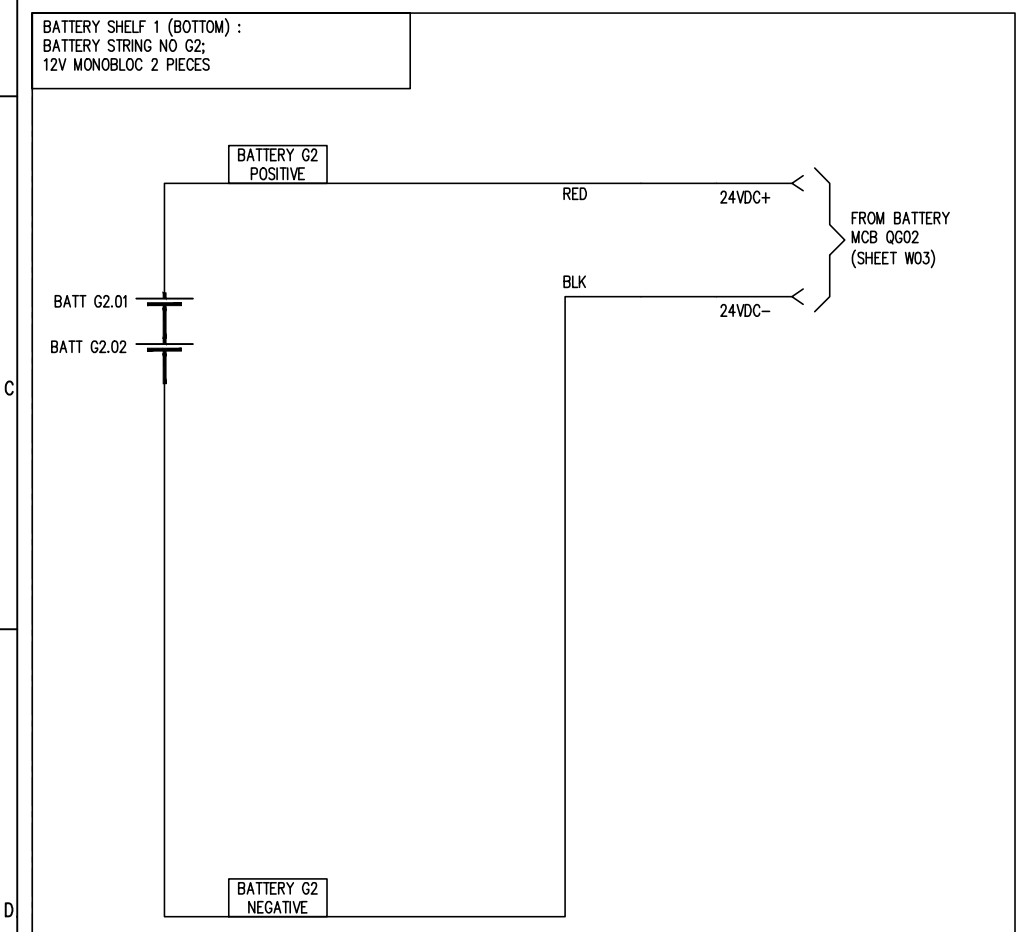 BATTERY SHELF 1 (BOTTOM) :
BATTERY STRING NO G2;
12V MONOBLOC 2 PIECES
BATTERY G2
POSITIVE
RED
24VDC+
FROM BATTERY
MCB QG02
(SHEET W03)
BLK
24VDC-
BATT G2.01
BATT G2.02
C
BATTERY G2
NEGATIVE
D